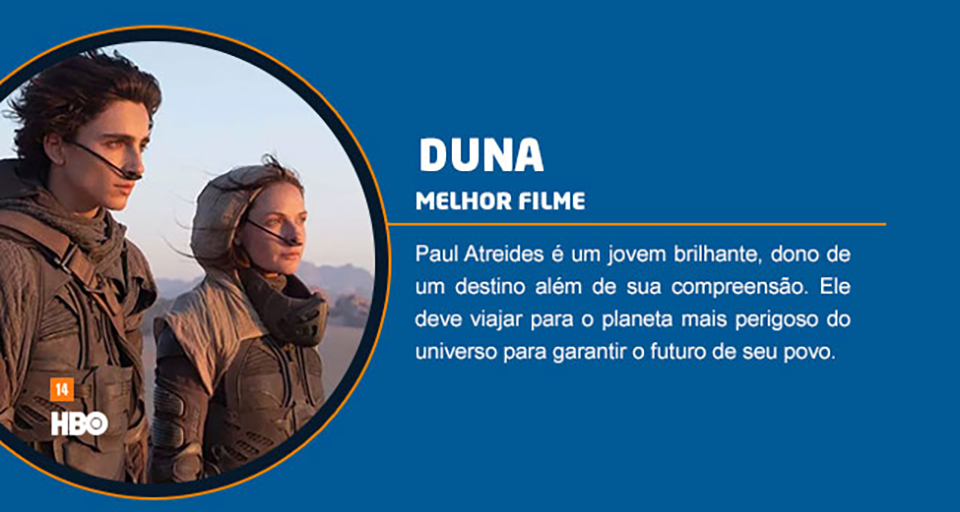 DUNA
MELHOR FILME
Paul Atreides é um jovem brilhante, dono de
um destino além de sua compreensão. Ele
deve viajar para o planeta mais perigoso do
universo para garantir o futuro de seu povo.
14
HBO